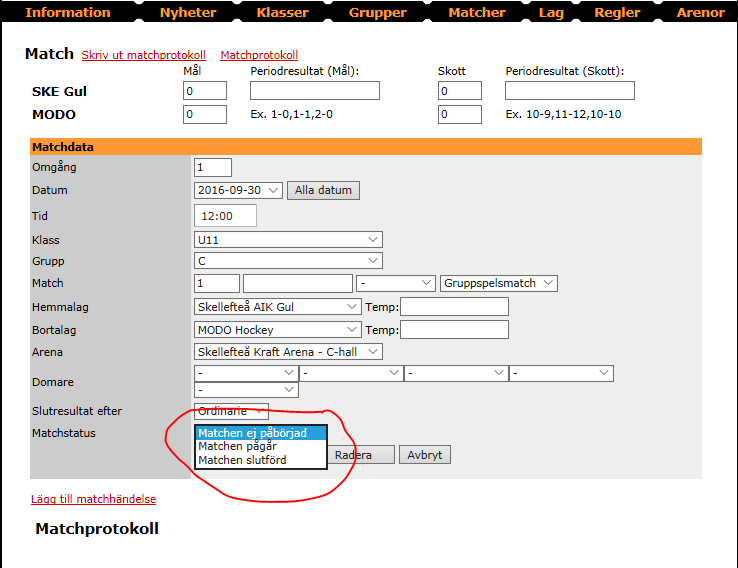 Information Nyheter Klasser Grupper Matcher Lag Regler Arenor
Match Skriv ut matchprotokoll Matchprotokoll
Mål Periodresultat (Mål): Skott Periodresultat (Skott):
SKE Gul 0 0
MODO 0 Ex. 1-0,1-1,2-0 0 Ex. 10-9,11-12,10-10
Matchdata
Omgång 1
Datum 2016-09-30 Alla datum
Tid 12:00
Klass U11
Grupp C
Match 1 - Gruppspelsmatch
Hemmalag Skellefteå AIK Gul Temp:
Bortalag MODO Hockey Temp:
Arena Skellefteå Kraft Arena - C-hall
Domare - - - -
-
Slutresultat efter Ordinarie
Matchstatus Matchen ej påbörjad
Matchen pågår
Matchen slutförd
Radera Avbryt
Lägg till matchhändelse
Matchprotokoll